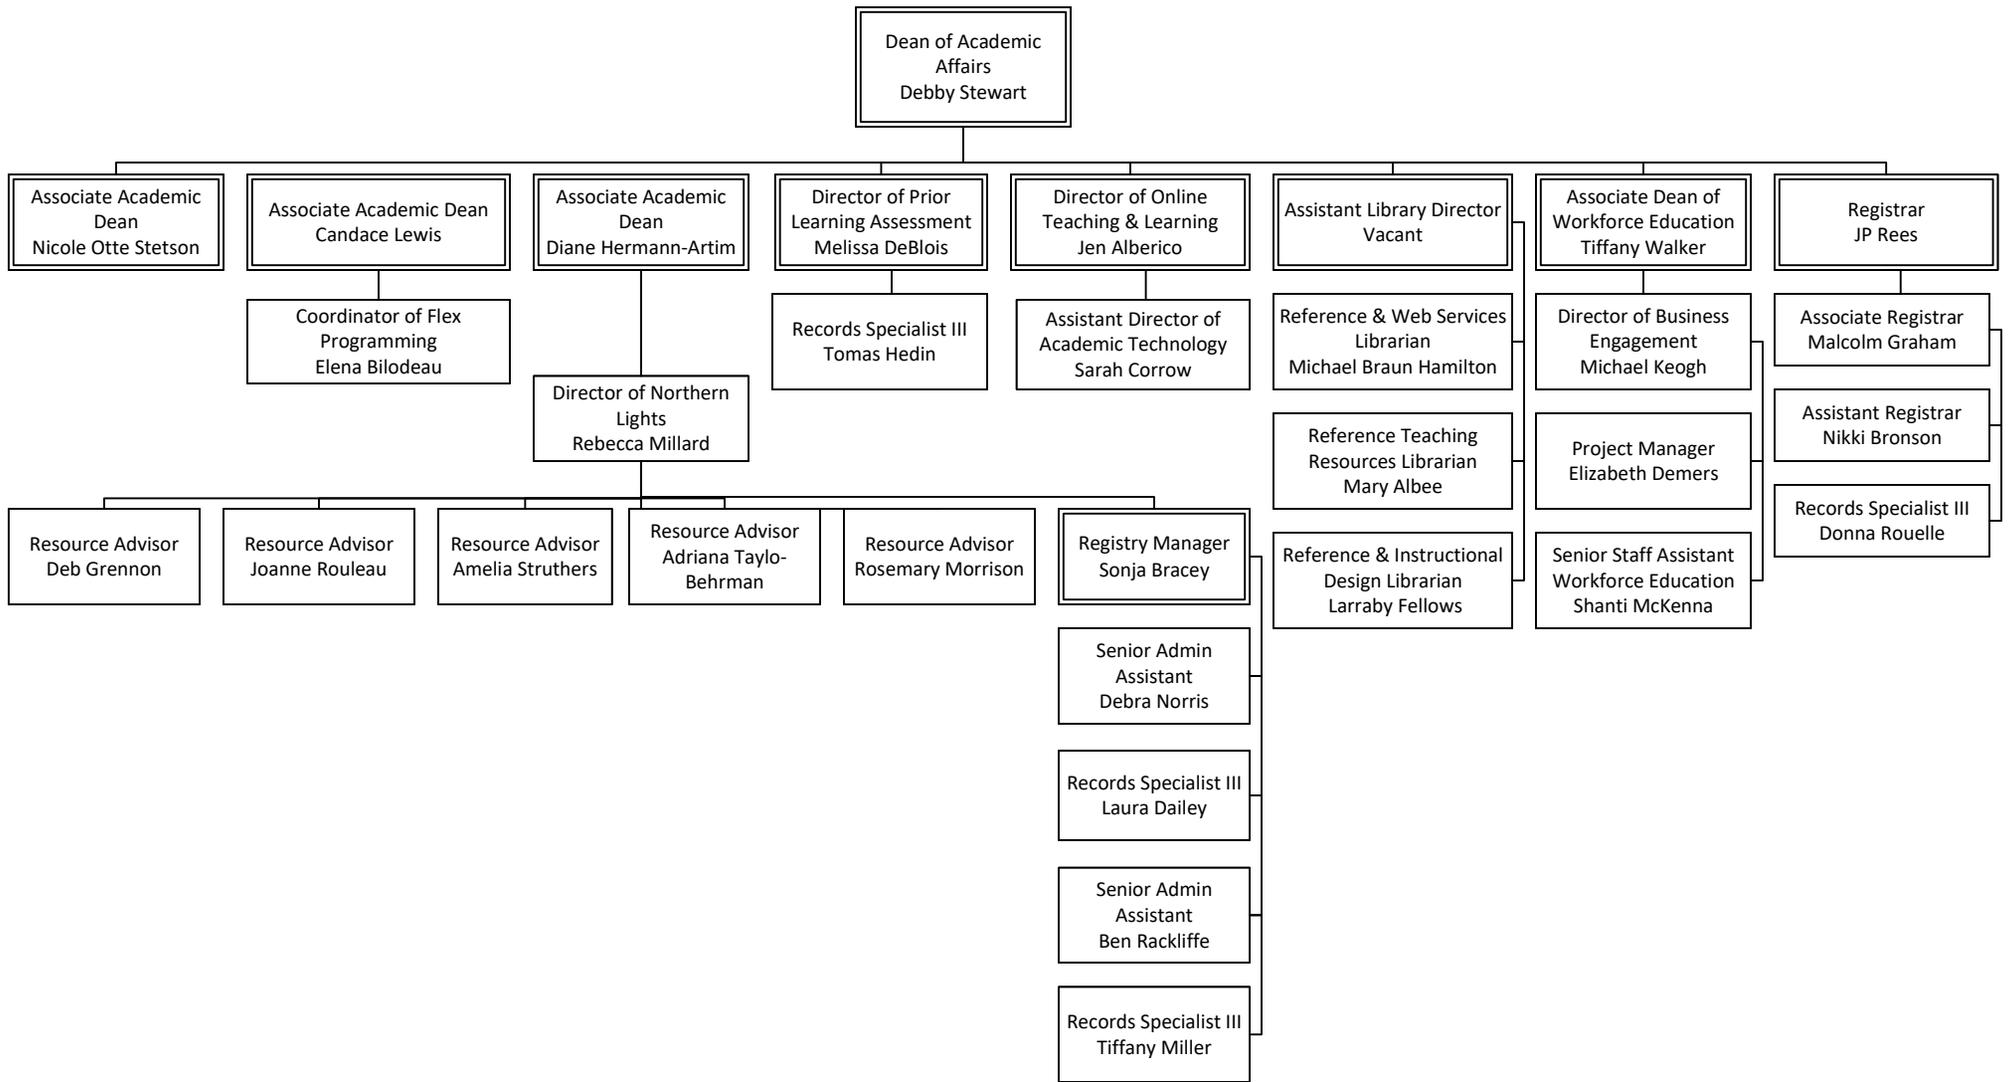 Dean of Academic
Affairs
Debby Stewart
Associate Academic
Dean
Nicole Otte Stetson
Associate Academic Dean
Candace Lewis
Associate Academic
Dean
Diane Hermann-Artim
Director of Prior
Learning Assessment
Melissa DeBlois
Director of Online
Teaching & Learning
Jen Alberico
Assistant Library Director
Vacant
Associate Dean of
Workforce Education
Tiffany Walker
Registrar
JP Rees
Coordinator of Flex
Programming
Elena Bilodeau
Director of Northern
Lights
Rebecca Millard
Records Specialist III
Tomas Hedin
Assistant Director of
Academic Technology
Sarah Corrow
Reference & Web Services
Librarian
Michael Braun Hamilton
Director of Business
Engagement
Michael Keogh
Associate Registrar
Malcolm Graham
Reference Teaching
Resources Librarian
Mary Albee
Project Manager
Elizabeth Demers
Assistant Registrar
Nikki Bronson
Reference & Instructional
Design Librarian
Larraby Fellows
Senior Staff Assistant
Workforce Education
Shanti McKenna
Records Specialist III
Donna Rouelle
Resource Advisor
Deb Grennon
Resource Advisor
Joanne Rouleau
Resource Advisor
Amelia Struthers
Resource Advisor
Adriana Taylo-
Behrman
Resource Advisor
Rosemary Morrison
Registry Manager
Sonja Bracey
Senior Admin
Assistant
Debra Norris
Records Specialist III
Laura Dailey
Senior Admin
Assistant
Ben Rackliffe
Records Specialist III
Tiffany Miller